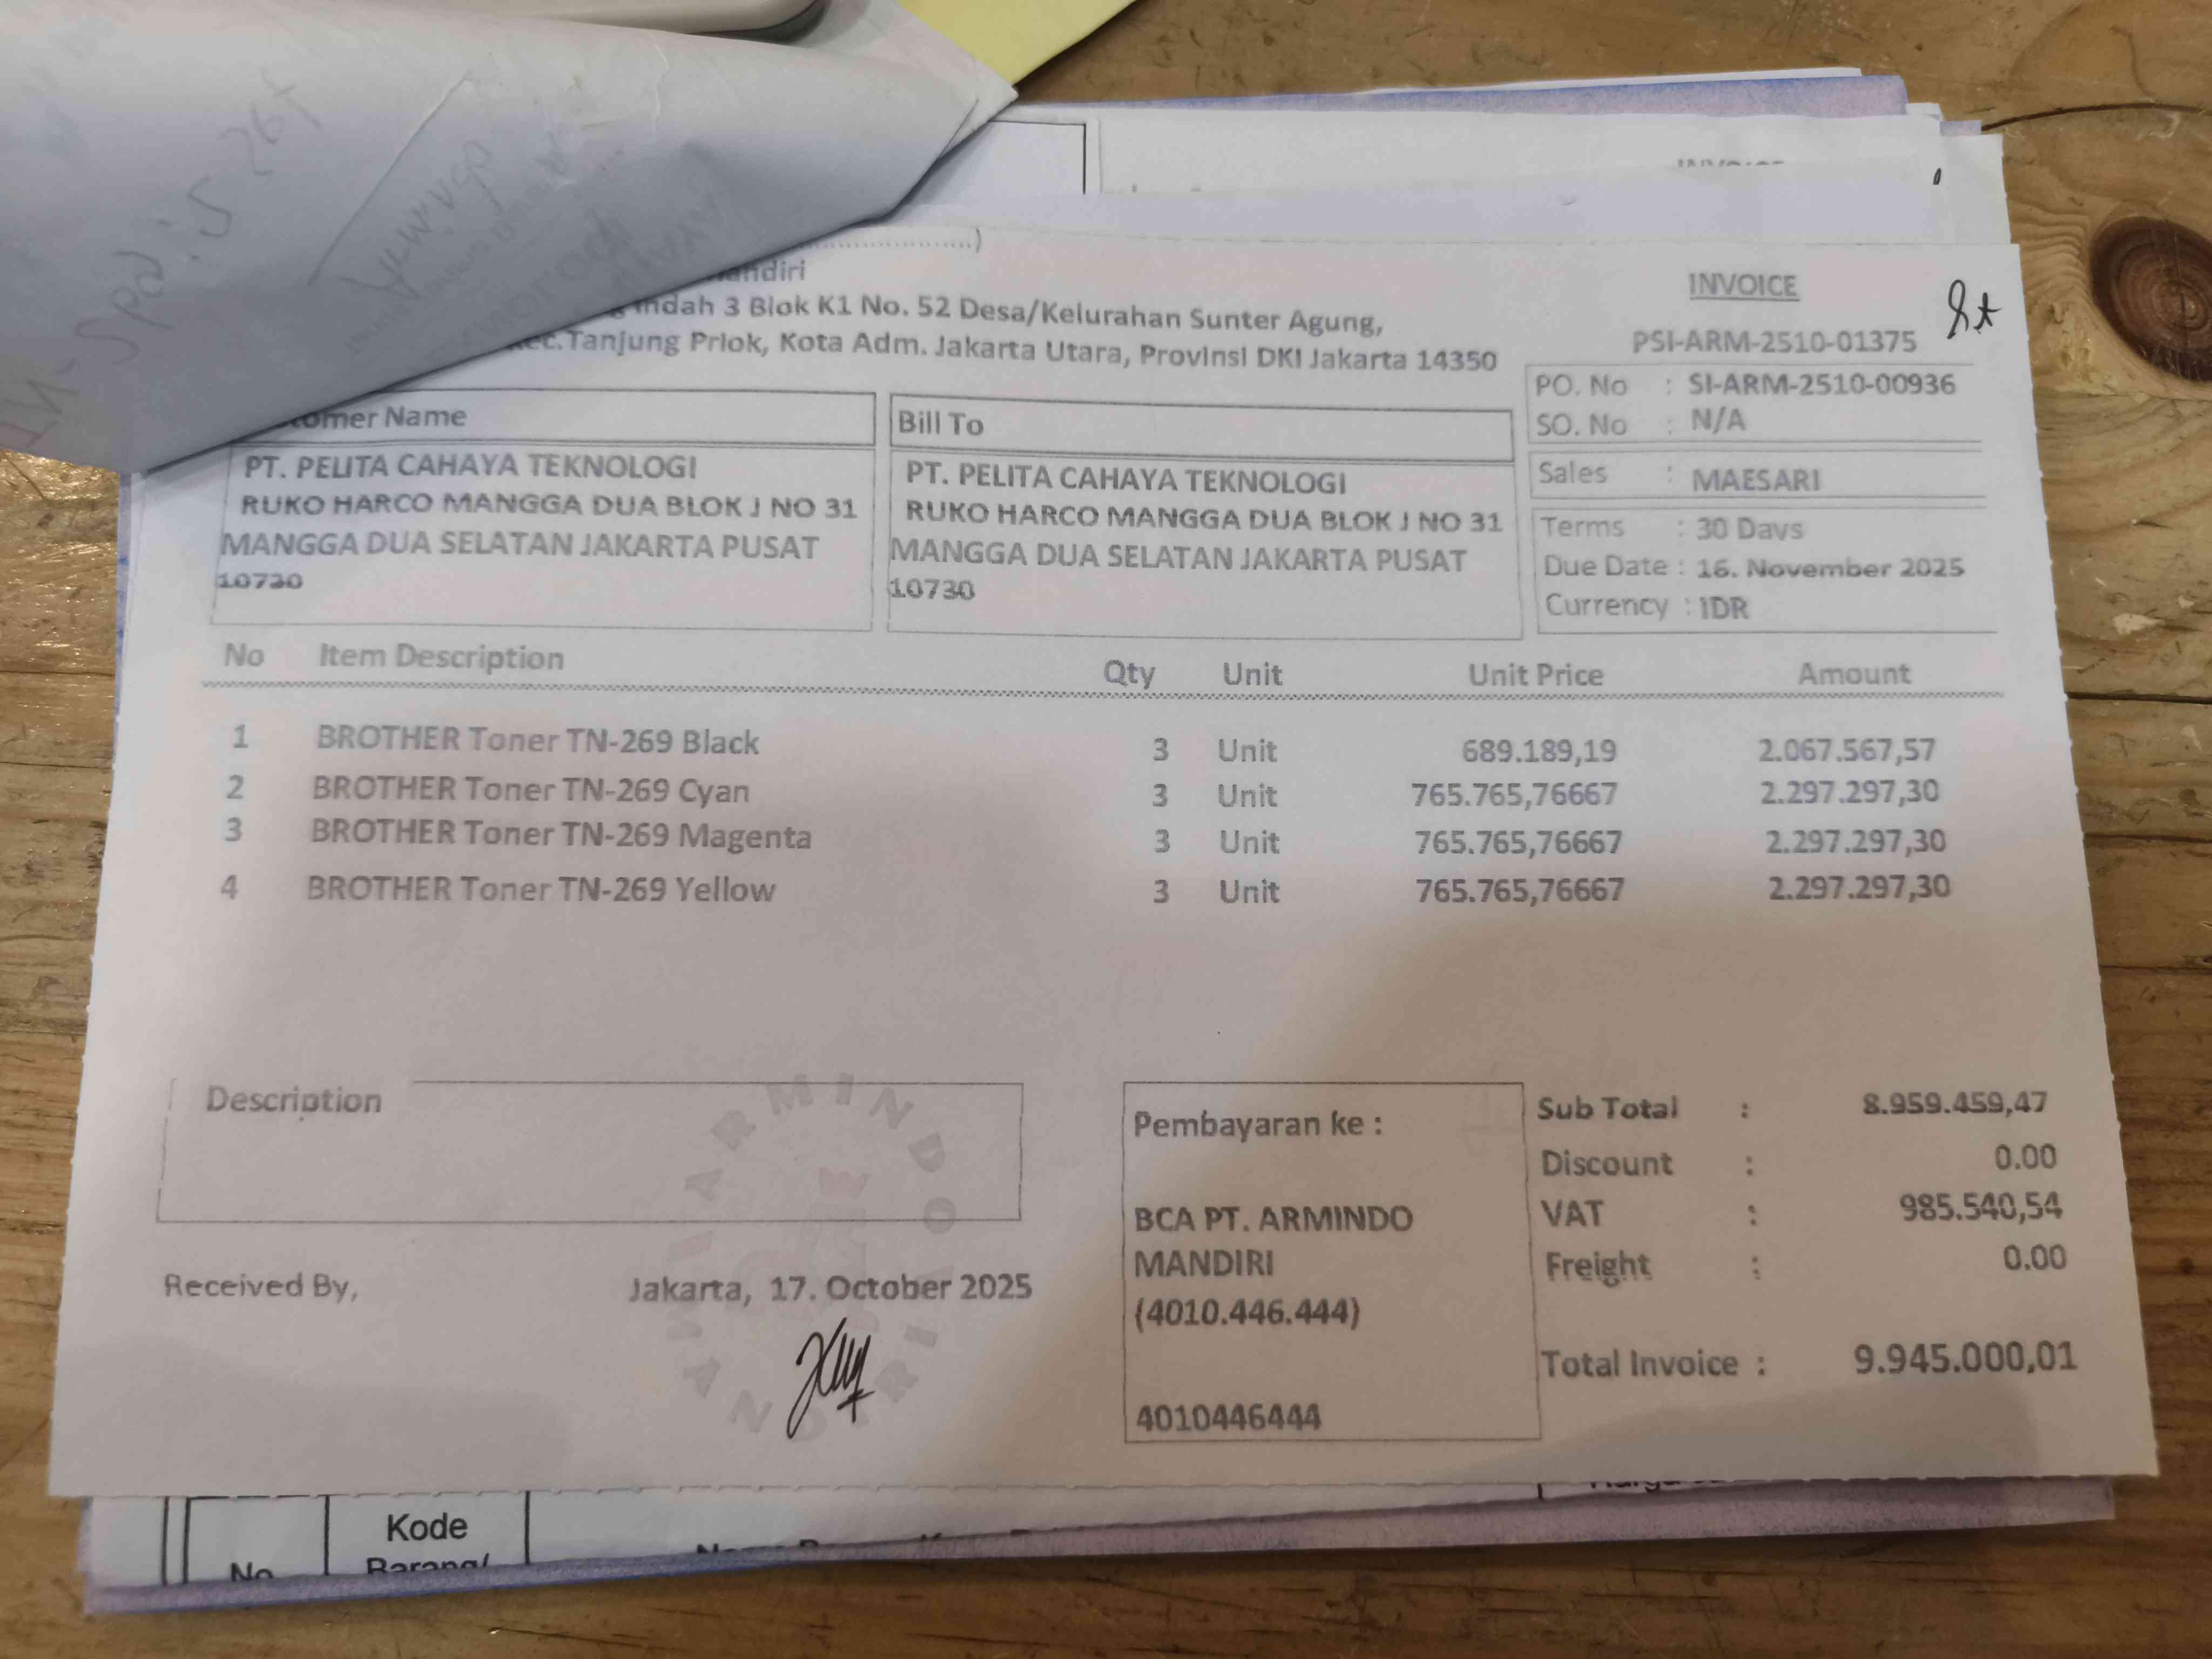 INVOICE
PSI-ARM-2510-01375
Indah 3 Blok K1 No. 52 Desa/Kelurahan Sunter Agung,
Tanjung Priok, Kota Adm. Jakarta Utara, Provinsi DKI Jakarta 14350
PO. No : SI-ARM-2510-00936
SO. No : N/A
Sales : MAESARI
Terms : 30 Days
Due Date : 16. November 2025
Currency : IDR
Name
PT. PELITA CAHAYA TEKNOLOGI
RUKO HARCO MANGGA DUA BLOK J NO 31
MANGGA DUA SELATAN JAKARTA PUSAT
10730
Bill To
PT. PELITA CAHAYA TEKNOLOGI
RUKO HARCO MANGGA DUA BLOK J NO 31
MANGGA DUA SELATAN JAKARTA PUSAT
10730
No Item Description Qty Unit Unit Price Amount
1 BROTHER Toner TN-269 Black 3 Unit 689.189,19 2.067.567,57
2 BROTHER Toner TN-269 Cyan 3 Unit 765.765,76667 2.297.297,30
3 BROTHER Toner TN-269 Magenta 3 Unit 765.765,76667 2.297.297,30
4 BROTHER Toner TN-269 Yellow 3 Unit 765.765,76667 2.297.297,30
Description
Received By,
Jakarta, 17. October 2025
Pembayaran ke :
BCA PT. ARMINDO
MANDIRI
(4010.446.444)
4010446444
Sub Total : 8.959.459,47
Discount : 0.00
VAT : 985.540,54
Freight : 0.00
Total Invoice : 9.945.000,01
No
Kode
Barang/